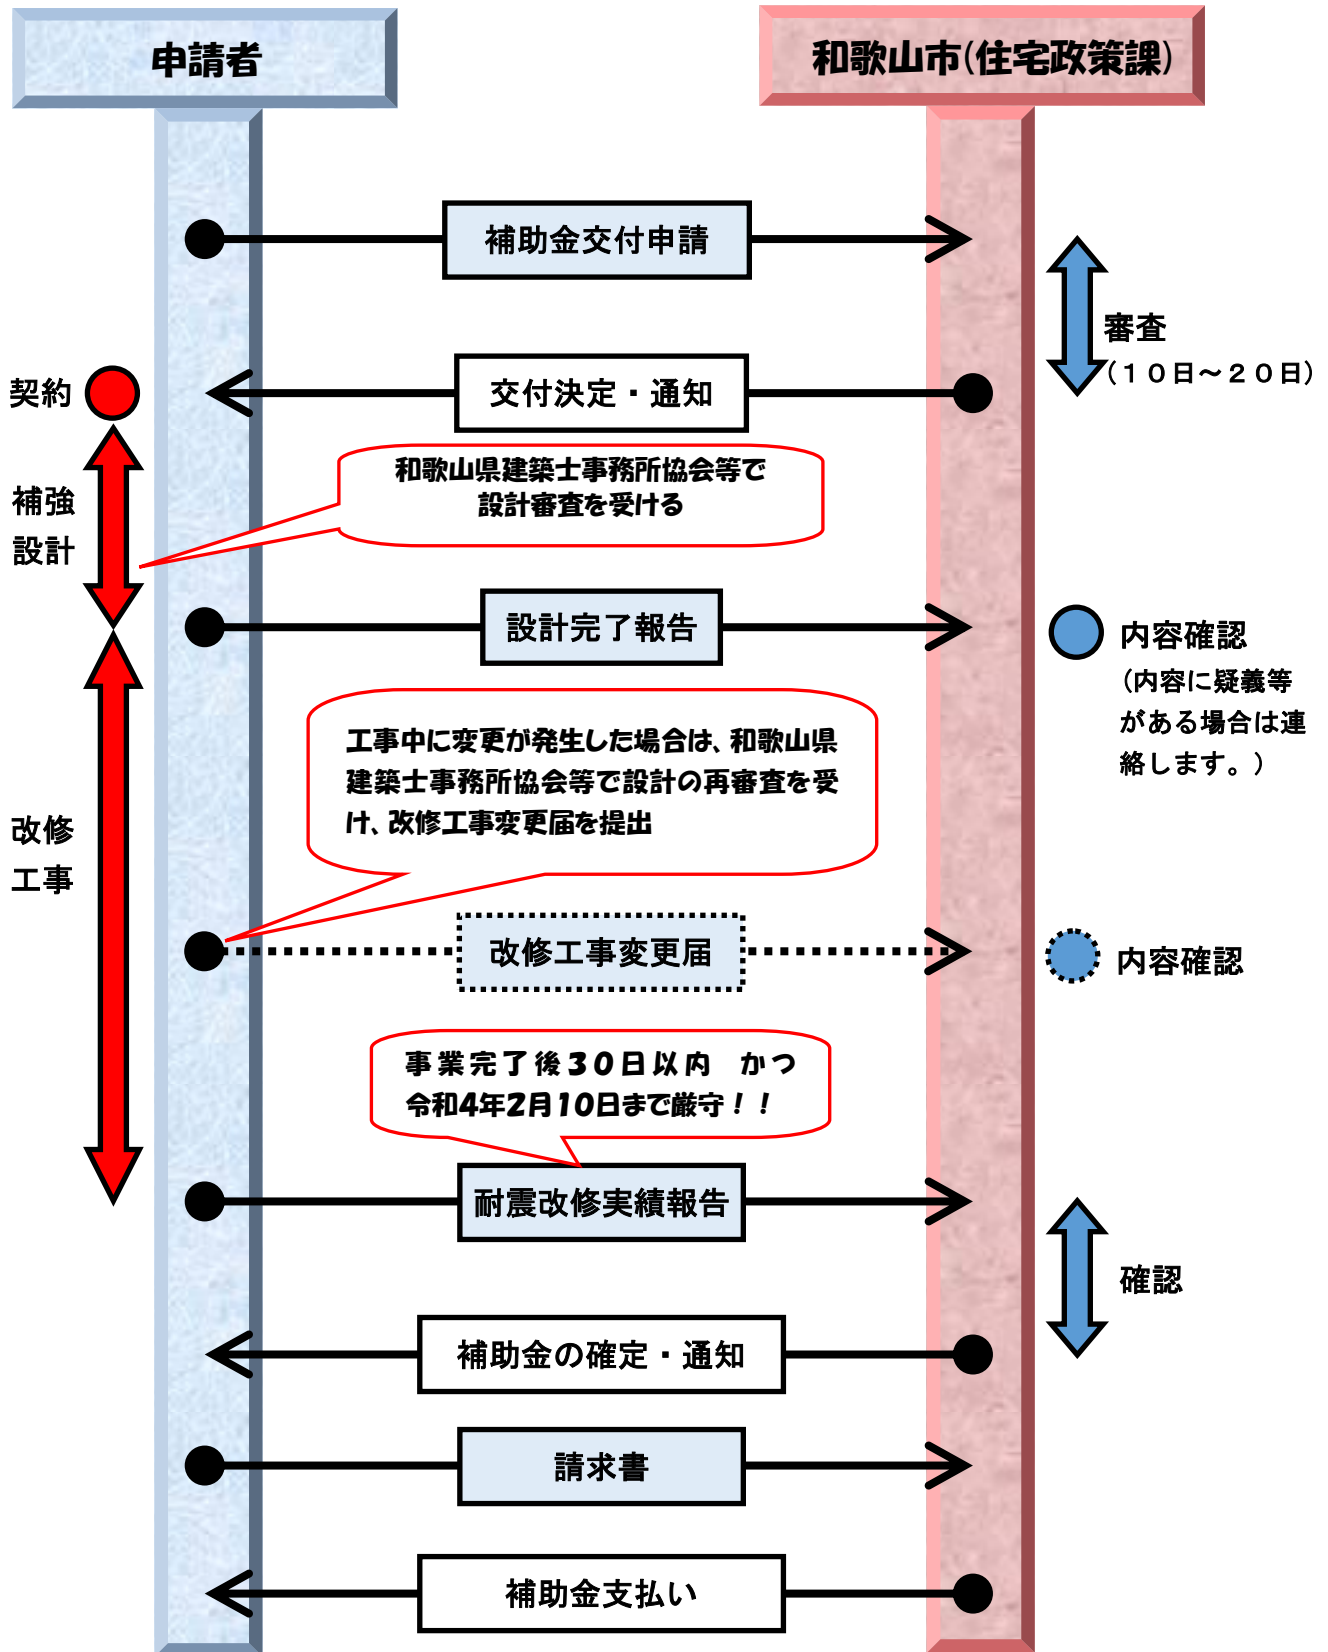 申請者
和歌山市(住宅政策課)
補助金交付申請
審査
(１０日～２０日)
交付決定・通知
契約
和歌山県建築士事務所協会等で
設計審査を受ける
補強
設計
設計完了報告
内容確認
(内容に疑義等
がある場合は連
絡します。)
工事中に変更が発生した場合は、和歌山県
建築士事務所協会等で設計の再審査を受
け、改修工事変更届を提出
改修
工事
改修工事変更届
内容確認
事業完了後３０日以内　かつ
令和4年2月10日まで厳守！！
耐震改修実績報告
確認
補助金の確定・通知
請求書
補助金支払い